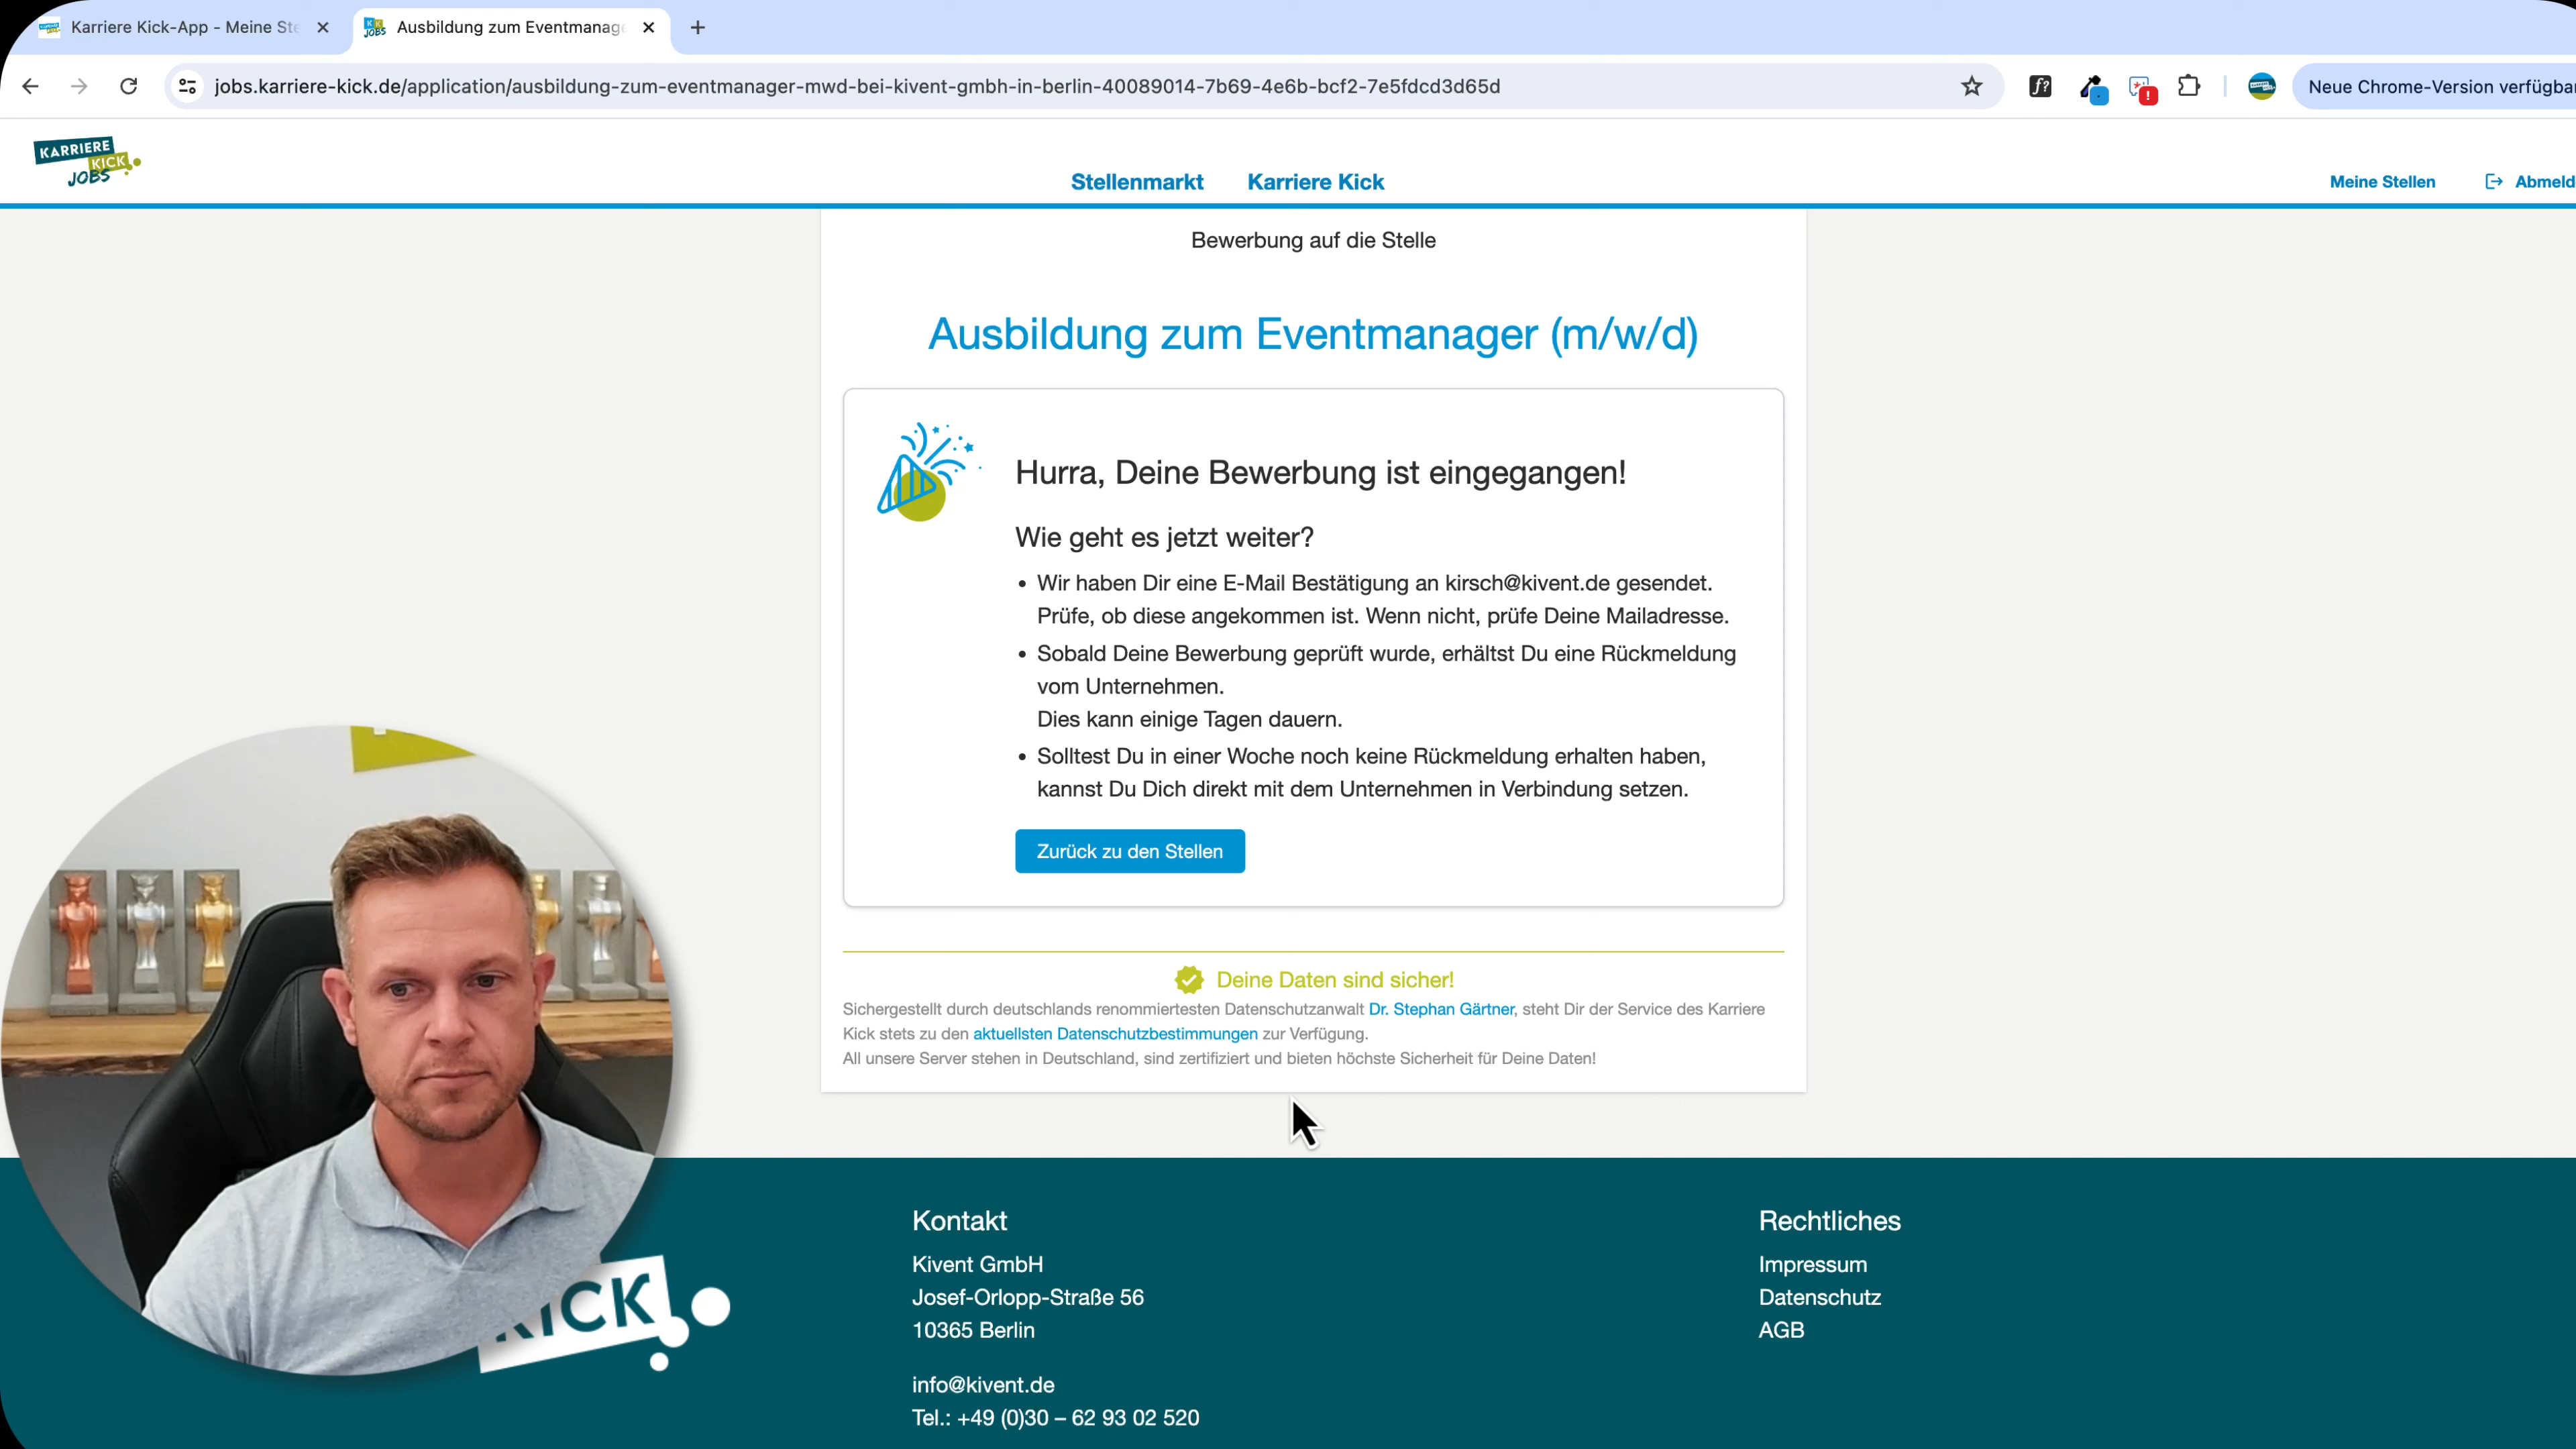 Karriere Kick-App - Meine Ste
Ausbildung zum Eventmanage
jobs.karriere-kick.de/application/ausbildung-zum-eventmanager-mwd-bei-kivent-gmbh-in-berlin-40089014-7b69-4e6b-bcf2-7e5fdcd3d65d
Neue Chrome-Version verfügbar
KARRIERE
KICK
JOBS
Stellenmarkt
Karriere Kick
Meine Stellen
Abmeld
Bewerbung auf die Stelle
Ausbildung zum Eventmanager (m/w/d)
Hurra, Deine Bewerbung ist eingegangen!
Wie geht es jetzt weiter?
• Wir haben Dir eine E-Mail Bestätigung an kirsch@kivent.de gesendet.
Prüfe, ob diese angekommen ist. Wenn nicht, prüfe Deine Mailadresse.
• Sobald Deine Bewerbung geprüft wurde, erhältst Du eine Rückmeldung
vom Unternehmen.
Dies kann einige Tagen dauern.
• Solltest Du in einer Woche noch keine Rückmeldung erhalten haben,
kannst Du Dich direkt mit dem Unternehmen in Verbindung setzen.
Zurück zu den Stellen
Deine Daten sind sicher!
Sichergestellt durch deutschlands renommiertesten Datenschutzanwalt Dr. Stephan Gärtner, steht Dir der Service des Karriere
Kick stets zu den aktuellsten Datenschutzbestimmungen zur Verfügung.
All unsere Server stehen in Deutschland, sind zertifiziert und bieten höchste Sicherheit für Deine Daten!
KICK
Kontakt
Kivent GmbH
Josef-Orlopp-Straße 56
10365 Berlin
info@kivent.de
Tel.: +49 (0)30 – 62 93 02 520
Rechtliches
Impressum
Datenschutz
AGB